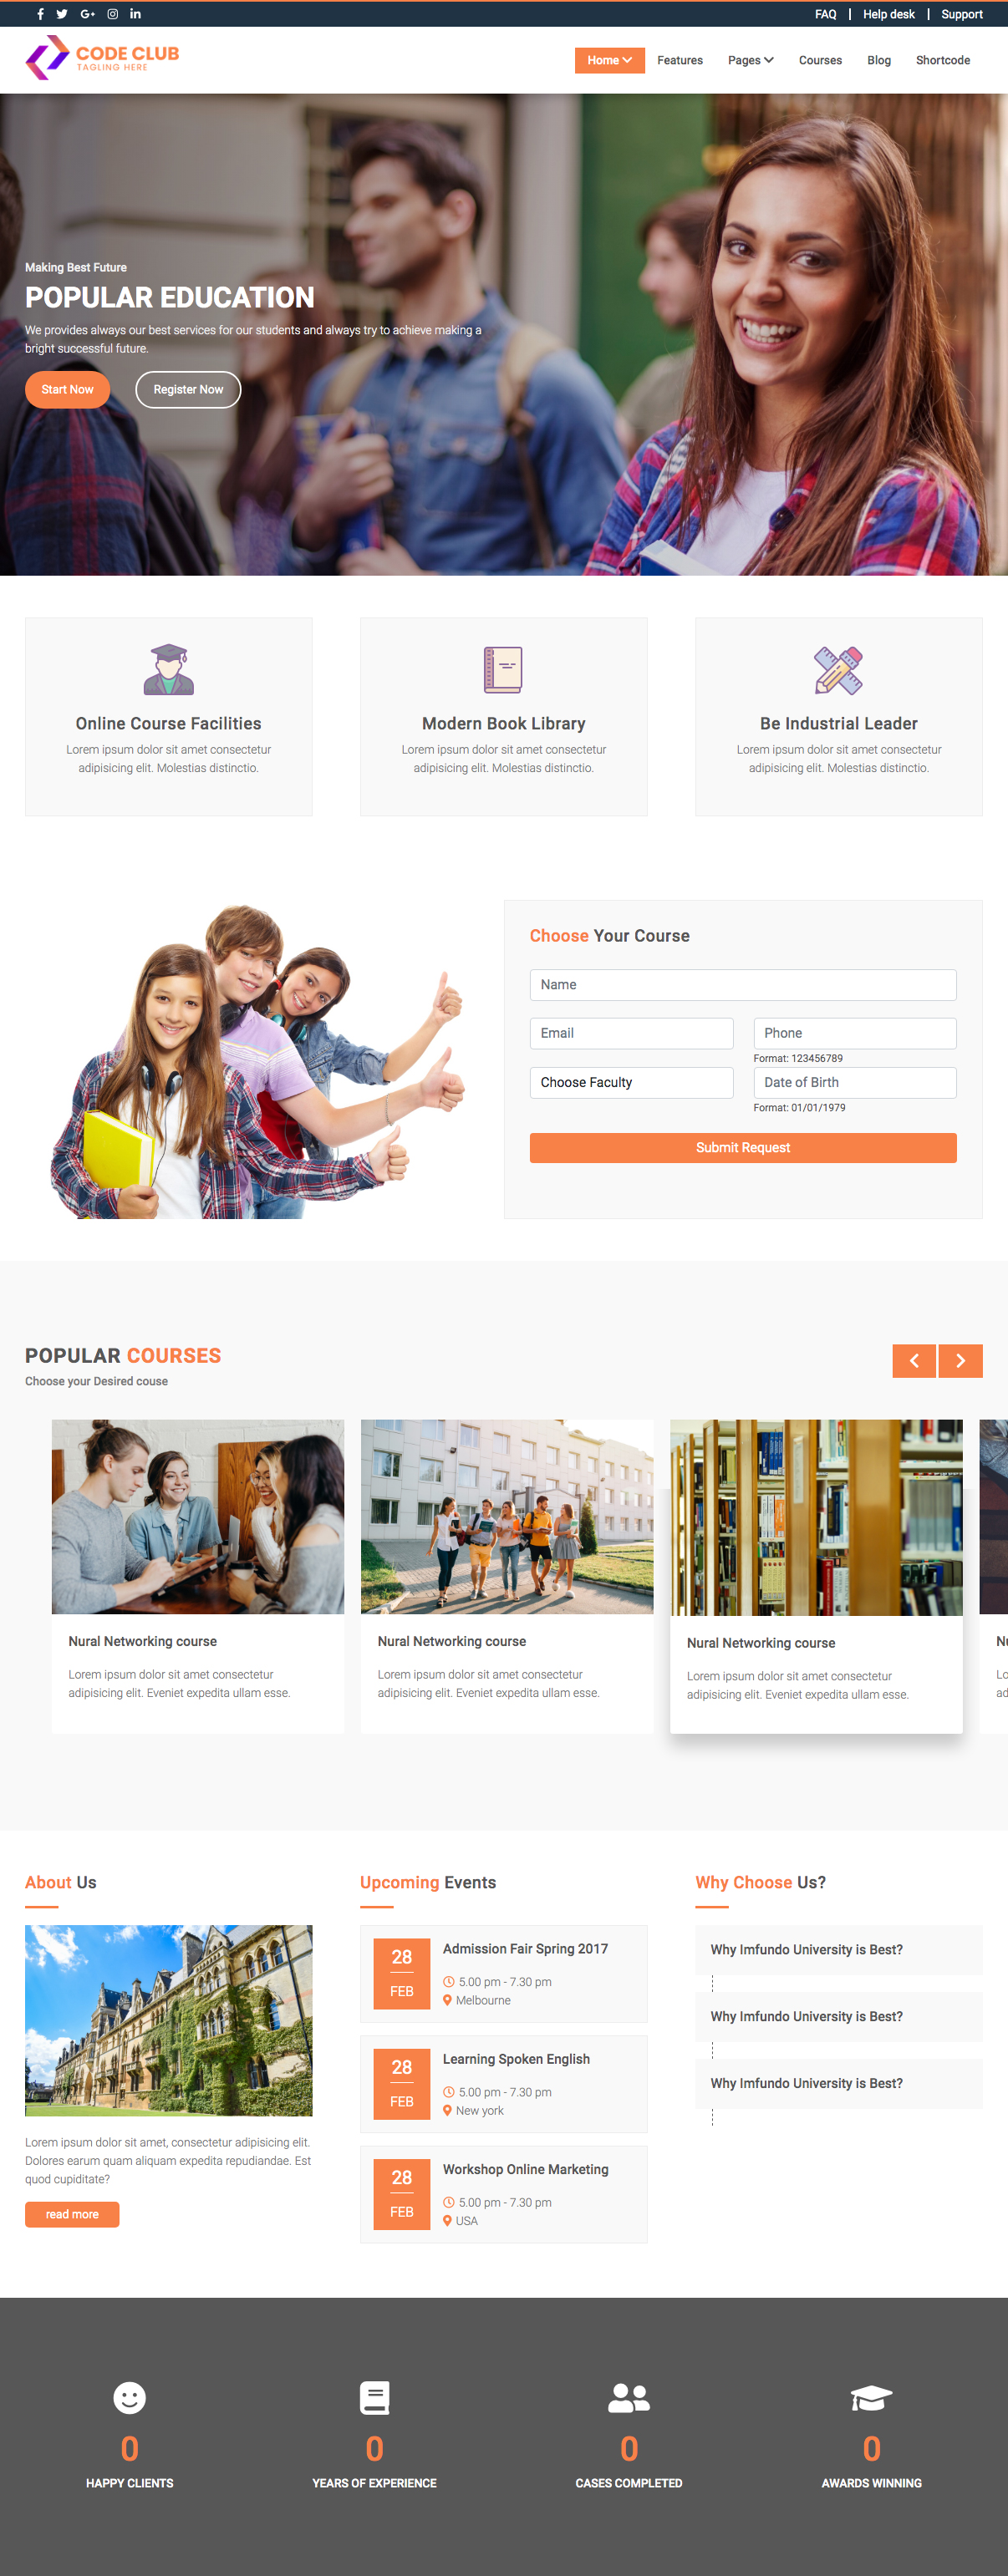 FAQ | Help desk | Support
CODE CLUB
TAGLING HERE
Home Features Pages Courses Blog Shortcode
Making Best Future
POPULAR EDUCATION
We provides always our best services for our students and always try to achieve making a
bright successful future.
Start Now Register Now
Online Course Facilities
Lorem ipsum dolor sit amet consectetur
adipisicing elit. Molestias distinctio.
Modern Book Library
Lorem ipsum dolor sit amet consectetur
adipisicing elit. Molestias distinctio.
Be Industrial Leader
Lorem ipsum dolor sit amet consectetur
adipisicing elit. Molestias distinctio.
Choose Your Course
Name
Email Phone
Format: 123456789
Choose Faculty Date of Birth
Format: 01/01/1979
Submit Request
POPULAR COURSES
Choose your Desired couse
Nural Networking course
Lorem ipsum dolor sit amet consectetur
adipisicing elit. Eveniet expedita ullam esse.
Nural Networking course
Lorem ipsum dolor sit amet consectetur
adipisicing elit. Eveniet expedita ullam esse.
Nural Networking course
Lorem ipsum dolor sit amet consectetur
adipisicing elit. Eveniet expedita ullam esse.
About Us
Lorem ipsum dolor sit amet, consectetur adipisicing elit.
Dolores earum quam aliquam expedita repudiandae. Est
quod cupiditate?
read more
Upcoming Events
28
FEB
Admission Fair Spring 2017
5.00 pm - 7.30 pm
Melbourne
28
FEB
Learning Spoken English
5.00 pm - 7.30 pm
New york
28
FEB
Workshop Online Marketing
5.00 pm - 7.30 pm
USA
Why Choose Us?
Why Imfundo University is Best?
Why Imfundo University is Best?
Why Imfundo University is Best?
0
HAPPY CLIENTS
0
YEARS OF EXPERIENCE
0
CASES COMPLETED
0
AWARDS WINNING